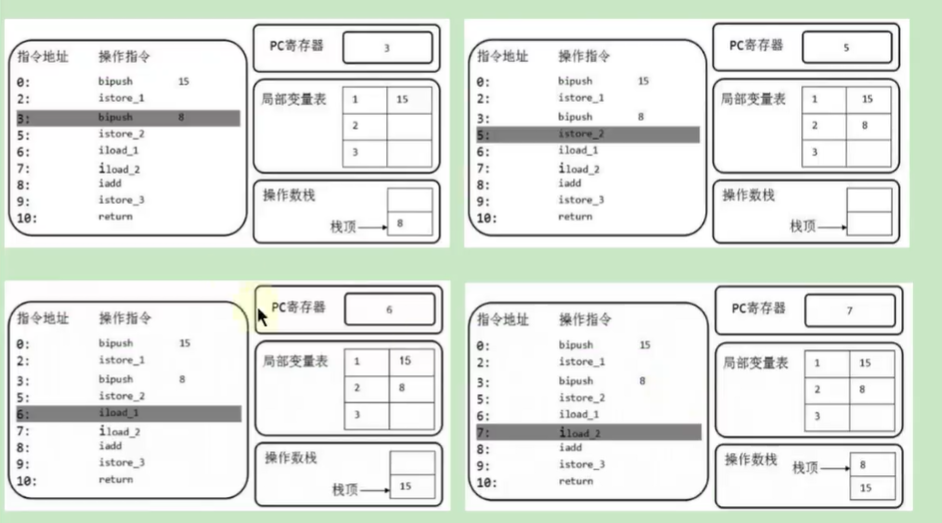 指令地址 操作指令
0: bipush 15
2: istore_1
3: bipush 8
5: istore_2
6: iload_1
7: iload_2
8: iadd
9: istore_3
10: return
PC寄存器 3
局部变量表 1 15
2
3
操作数栈
栈顶 8
指令地址 操作指令
0: bipush 15
2: istore_1
3: bipush 8
5: istore_2
6: iload_1
7: iload_2
8: iadd
9: istore_3
10: return
PC寄存器 5
局部变量表 1 15
2 8
3
操作数栈
栈顶
指令地址 操作指令
0: bipush 15
2: istore_1
3: bipush 8
5: istore_2
6: iload_1
7: iload_2
8: iadd
9: istore_3
10: return
PC寄存器 6
局部变量表 1 15
2 8
3
操作数栈
栈顶 15
指令地址 操作指令
0: bipush 15
2: istore_1
3: bipush 8
5: istore_2
6: iload_1
7: iload_2
8: iadd
9: istore_3
10: return
PC寄存器 7
局部变量表 1 15
2 8
3
操作数栈 栈顶 8
15